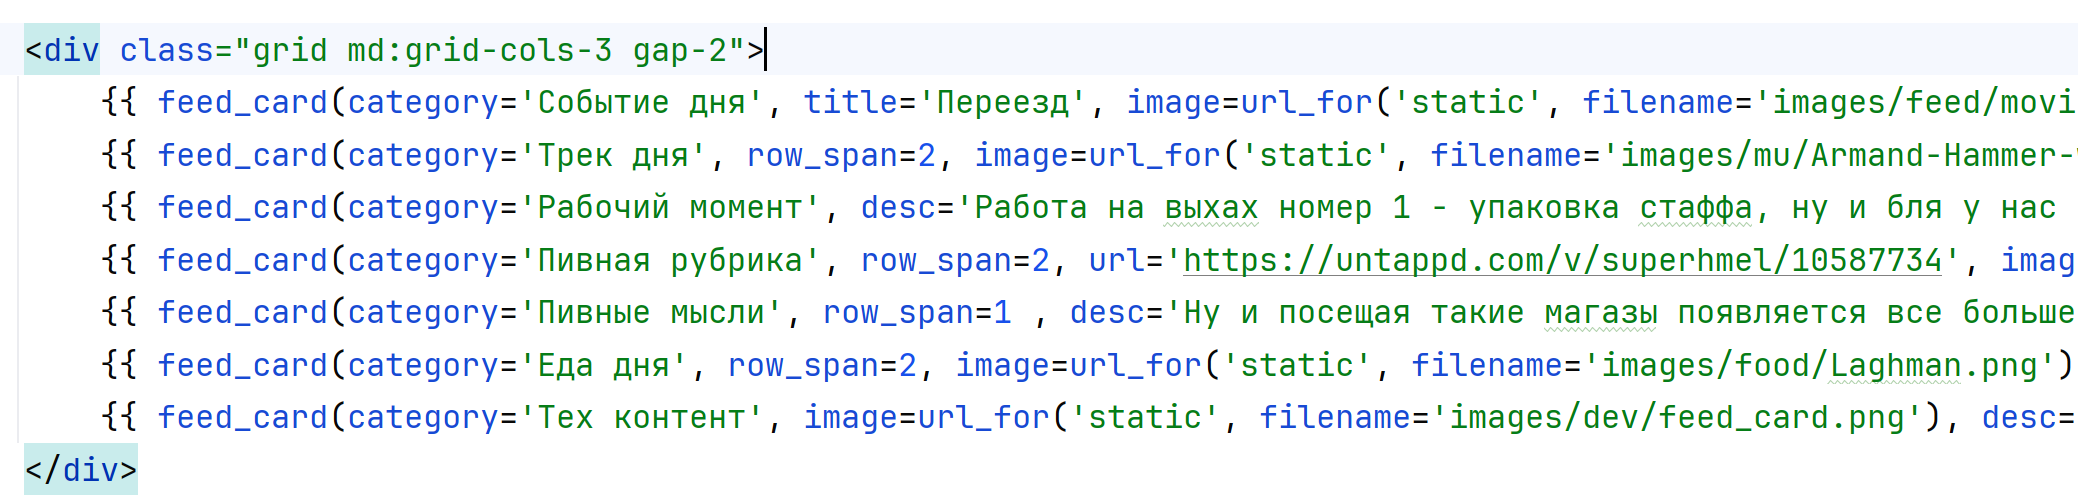 <div class="grid md:grid-cols-3 gap-2">
{{ feed_card(category='Событие дня', title='Переезд', image=url_for('static', filename='images/feed/movi
{{ feed_card(category='Трек дня', row_span=2, image=url_for('static', filename='images/mu/Armand-Hammer-
{{ feed_card(category='Рабочий момент', desc='Работа на выхах номер 1 - упаковка стаффа, ну и бля у нас
{{ feed_card(category='Пивная рубрика', row_span=2, url='https://untappd.com/v/superhmel/10587734', imag
{{ feed_card(category='Пивные мысли', row_span=1 , desc='Ну и посещая такие магазы появляется все больше
{{ feed_card(category='Еда дня', row_span=2, image=url_for('static', filename='images/food/Laghman.png')
{{ feed_card(category='Тех контент', image=url_for('static', filename='images/dev/feed_card.png'), desc=
</div>